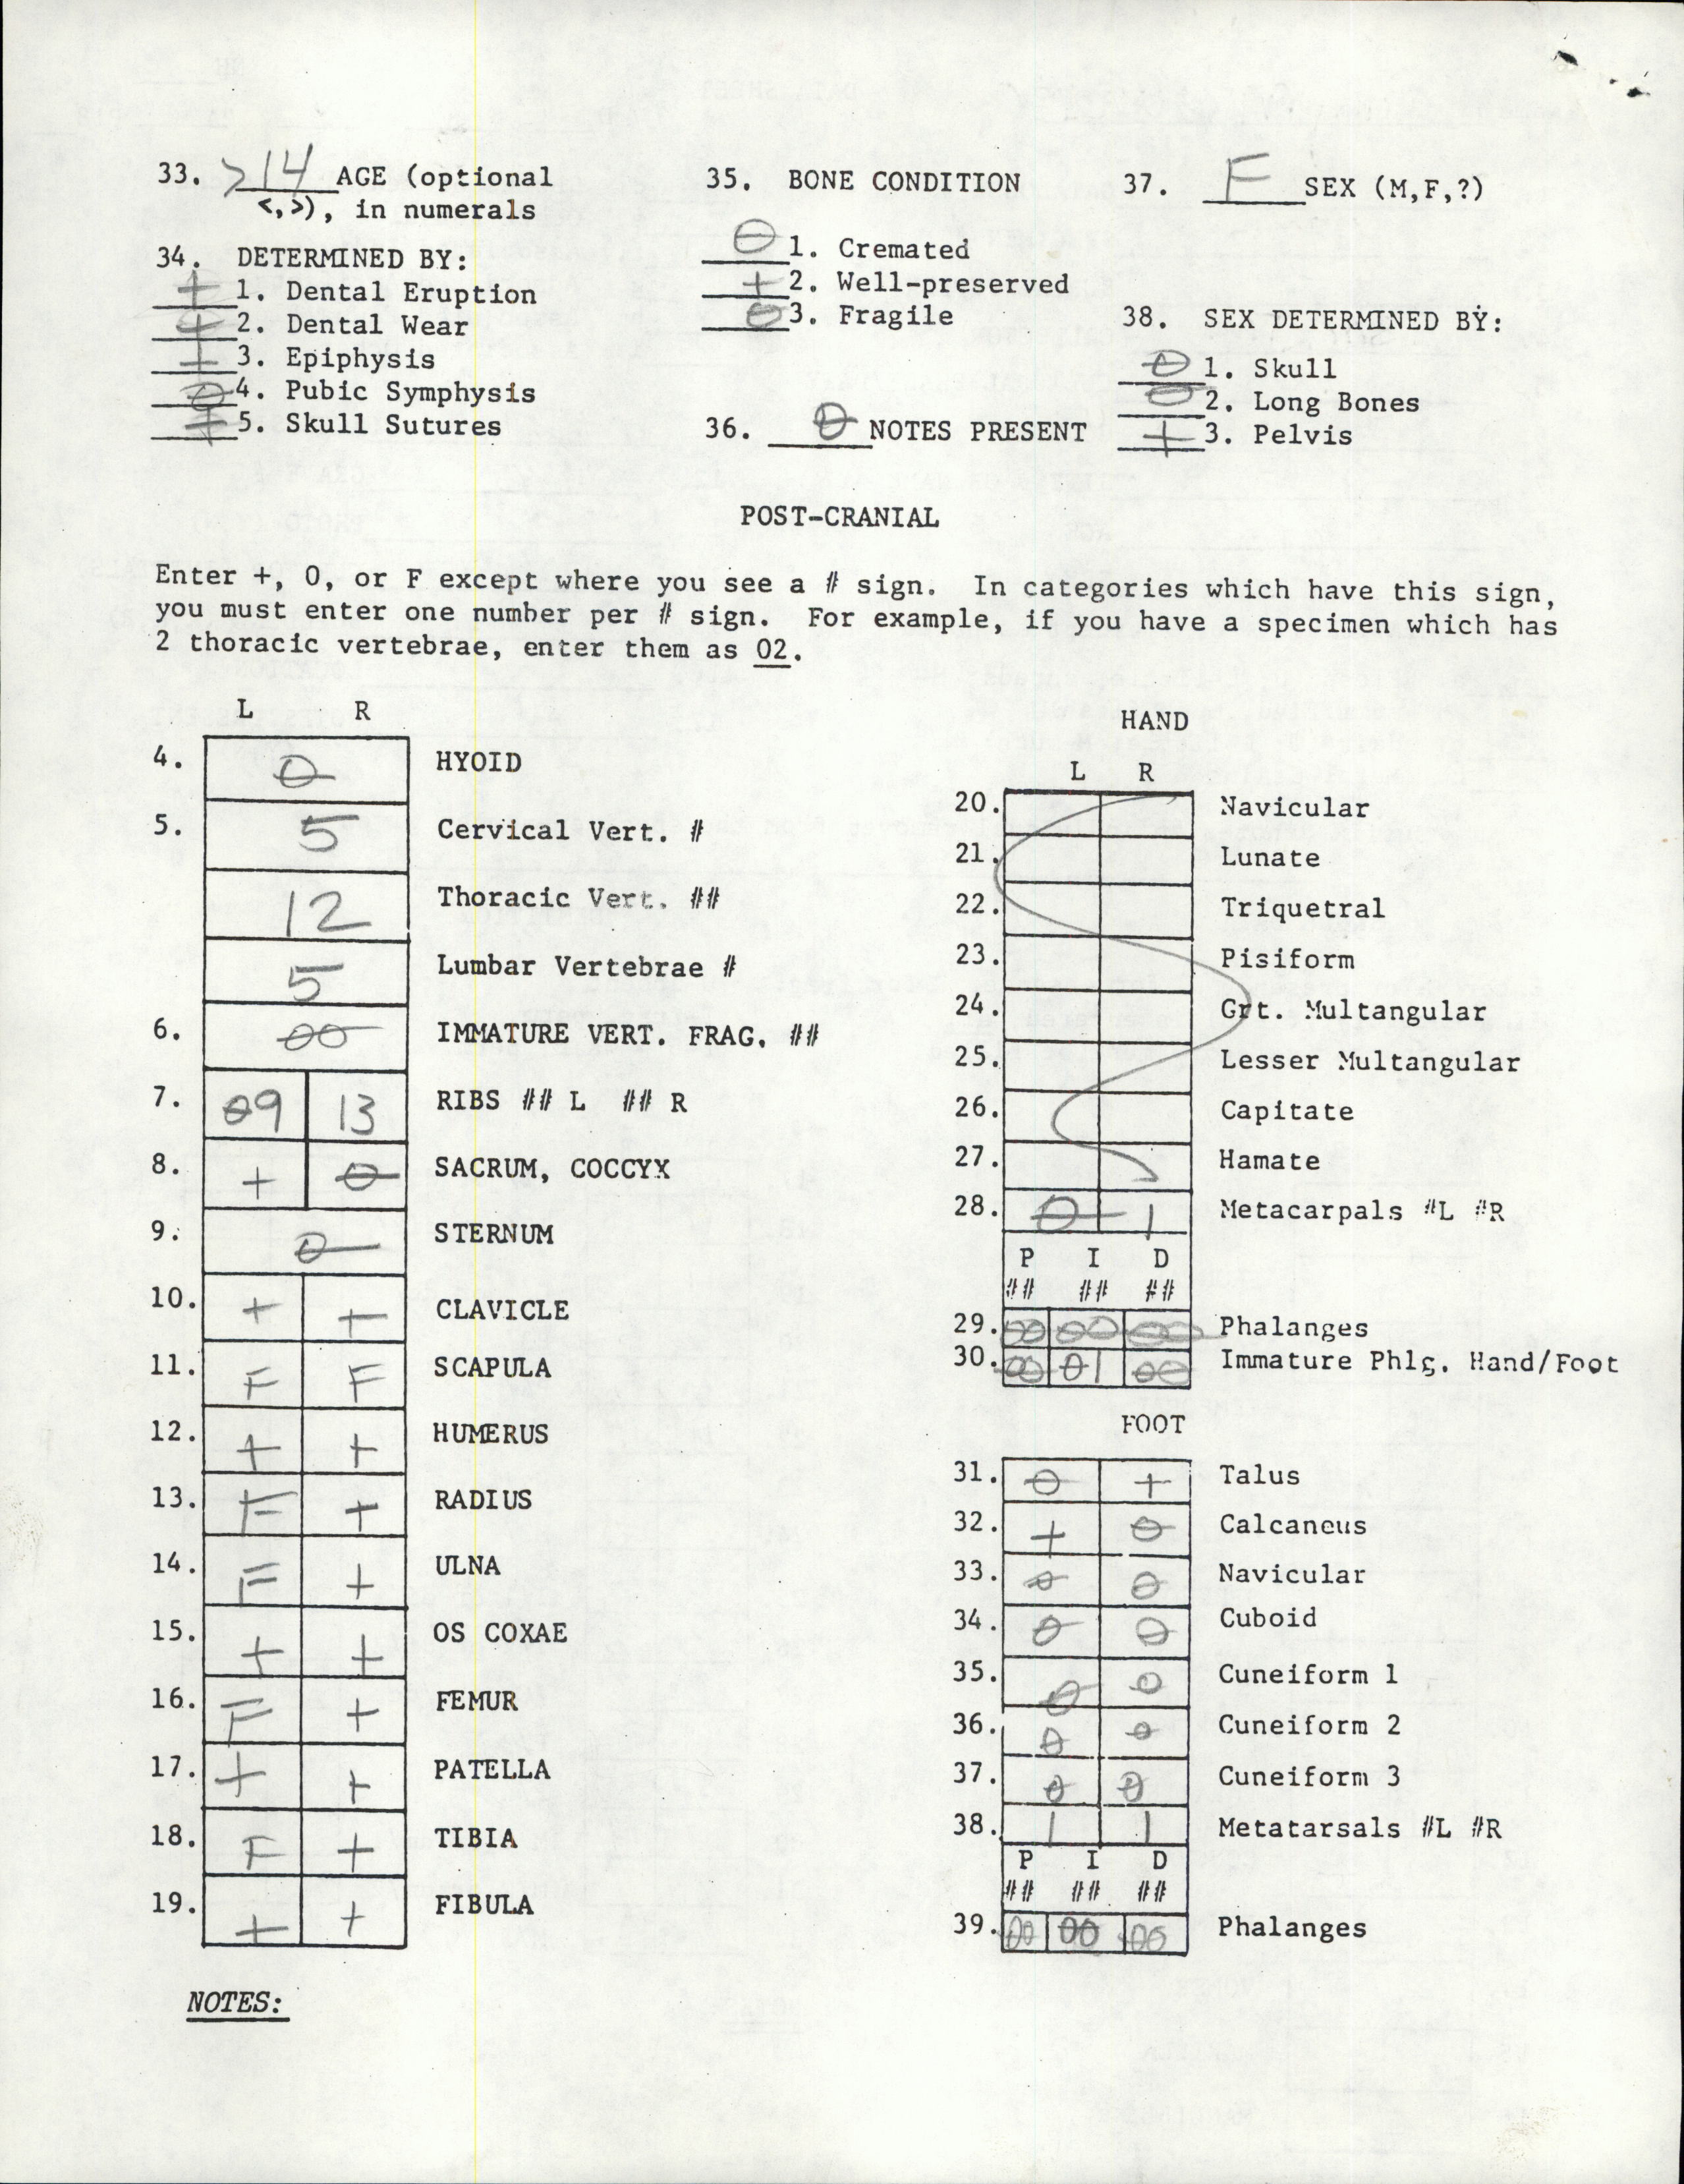 33. >14 AGE (optional
<,>), in numerals
34. DETERMINED BY:
+ 1. Dental Eruption
+ 2. Dental Wear
+ 3. Epiphysis
0 4. Pubic Symphysis
+ 5. Skull Sutures
35. BONE CONDITION
0 1. Cremated
+ 2. Well-preserved
0 3. Fragile
36. 0 NOTES PRESENT
37. F SEX (M,F,?)
38. SEX DETERMINED BY:
0 1. Skull
0 2. Long Bones
+ 3. Pelvis
POST-CRANIAL
Enter +, 0, or F except where you see a # sign. In categories which have this sign,
you must enter one number per # sign. For example, if you have a specimen which has
2 thoracic vertebrae, enter them as 02.
L R
4. 0 HYOID
5. 5 Cervical Vert. #
12 Thoracic Vert. ##
5 Lumbar Vertebrae #
6. 00 IMMATURE VERT. FRAG. ##
7. 09 13 RIBS ## L ## R
8. + 0 SACRUM, COCCYX
9. 0 STERNUM
10. + + CLAVICLE
11. F F SCAPULA
12. + + HUMERUS
13. F + RADIUS
14. F + ULNA
15. + + OS COXAE
16. F + FEMUR
17. + + PATELLA
18. F + TIBIA
19. + + FIBULA
NOTES:
HAND
L R
20. Navicular
21. Lunate
22. Triquetral
23. Pisiform
24. Grt. Multangular
25. Lesser Multangular
26. Capitate
27. Hamate
28. 0 1 Metacarpals #L #R
P I D
## ## ##
29. 00 00 00 Phalanges
30. 00 01 00 Immature Phlg. Hand/Foot
FOOT
31. 0 + Talus
32. + 0 Calcaneus
33. 0 0 Navicular
34. 0 0 Cuboid
35. 0 0 Cuneiform 1
36. 0 0 Cuneiform 2
37. 0 0 Cuneiform 3
38. 1 1 Metatarsals #L #R
P I D
## ## ##
39. 00 00 00 Phalanges